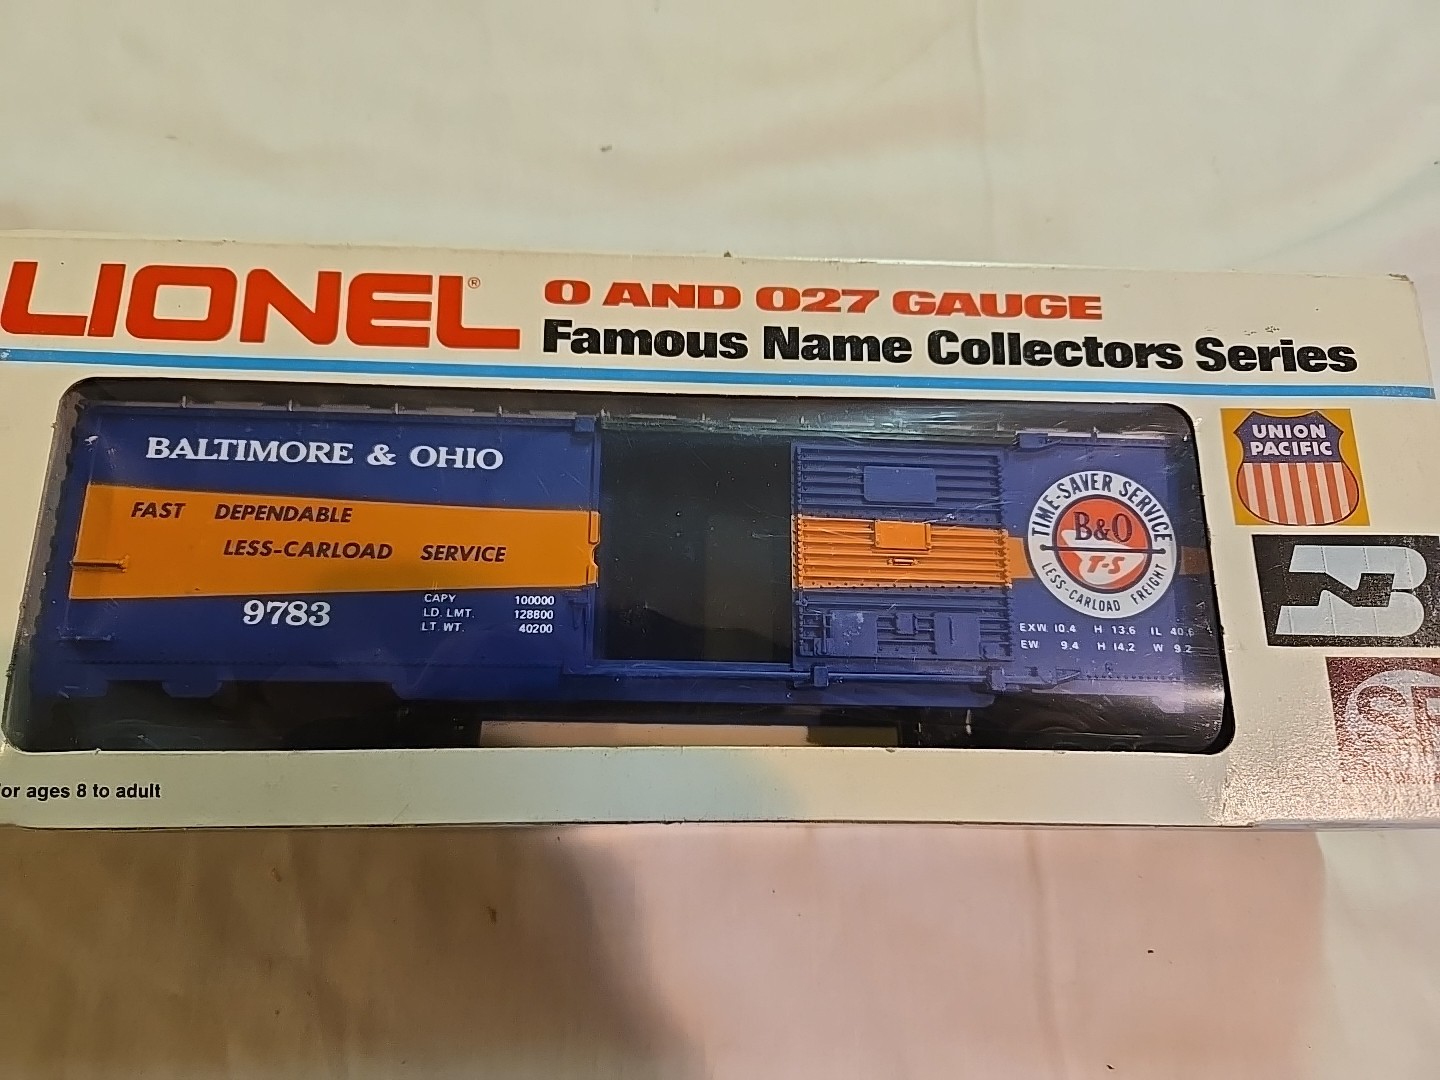 LIONEL®
O AND O27 GAUGE
Famous Name Collectors Series
BALTIMORE & OHIO
FAST DEPENDABLE
LESS-CARLOAD SERVICE
9783
CAPY 100000
LD. LMT. 128800
LT. WT. 40200
TIME-SAVER SERVICE
B&O
T-S
LESS-CARLOAD FREIGHT
EXW 10.4 H 13.6 IL 40.6
EW 9.4 H 14.2 W 9.2
UNION
PACIFIC
ages 8 to adult